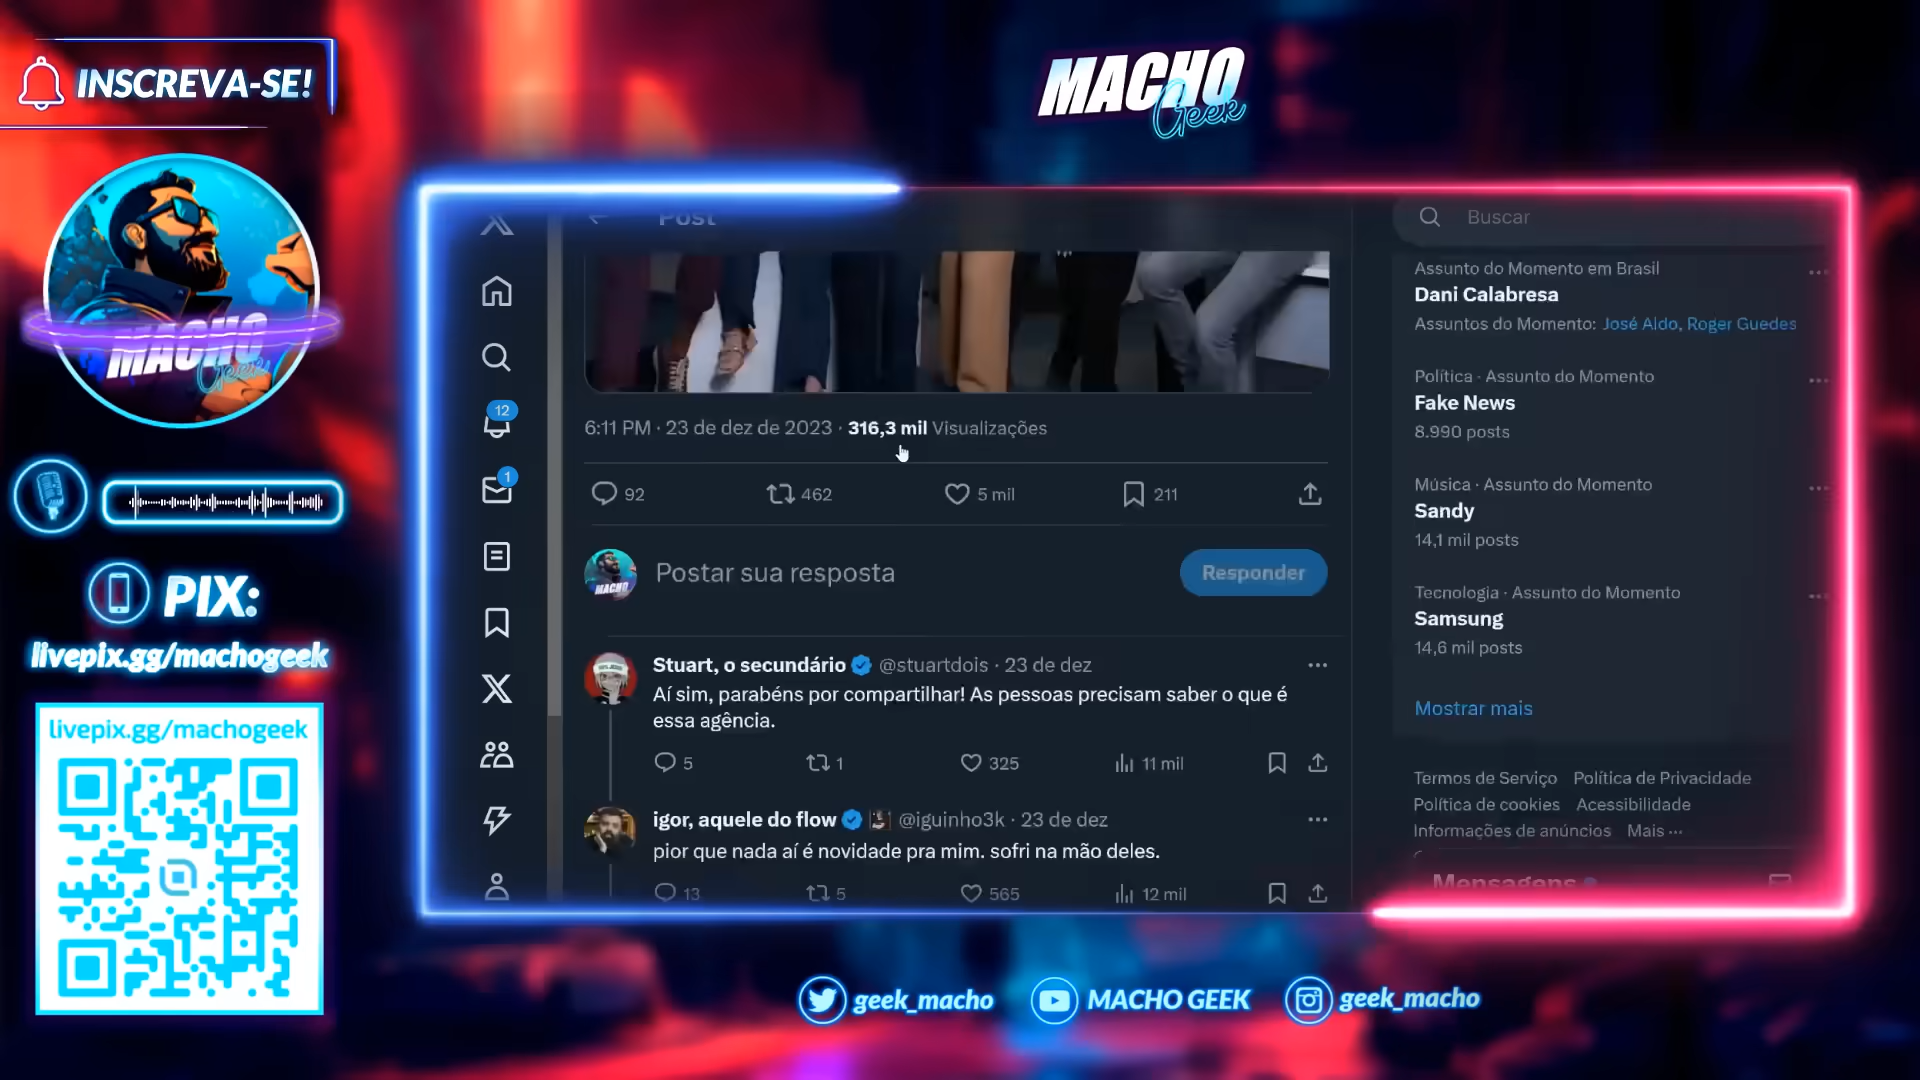 INSCREVA-SE!
MACHO
Geek
MACHO
Geek
PIX:
livepix.gg/machogeek
livepix.gg/machogeek
Post
12
1
6:11 PM · 23 de dez de 2023 · 316,3 mil Visualizações
92
462
5 mil
211
MACHO
Postar sua resposta
Responder
Stuart, o secundário @stuartdois · 23 de dez
Aí sim, parabéns por compartilhar! As pessoas precisam saber o que é
essa agência.
5
1
325
11 mil
igor, aquele do flow @iguinho3k · 23 de dez
pior que nada aí é novidade pra mim. sofri na mão deles.
13
5
565
12 mil
Buscar
Assunto do Momento em Brasil
Dani Calabresa
Assuntos do Momento: José Aldo, Roger Guedes
Política · Assunto do Momento
Fake News
8.990 posts
Música · Assunto do Momento
Sandy
14,1 mil posts
Tecnologia · Assunto do Momento
Samsung
14,6 mil posts
Mostrar mais
Termos de Serviço Política de Privacidade
Política de cookies Acessibilidade
Informações de anúncios Mais ···
Mensagens
geek_macho
MACHO GEEK
geek_macho